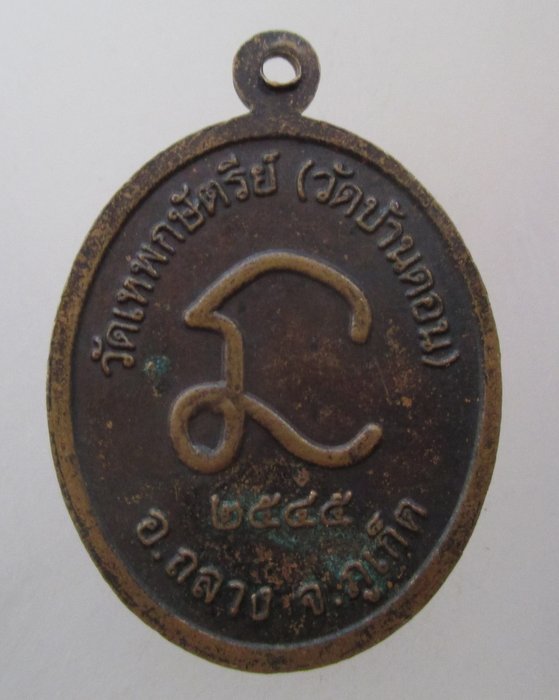 วัดเทพกษัตรีย์ (วัดบ้านดอน)
๒๕๔๕
อ.ถลาง จ.ภูเก็ต